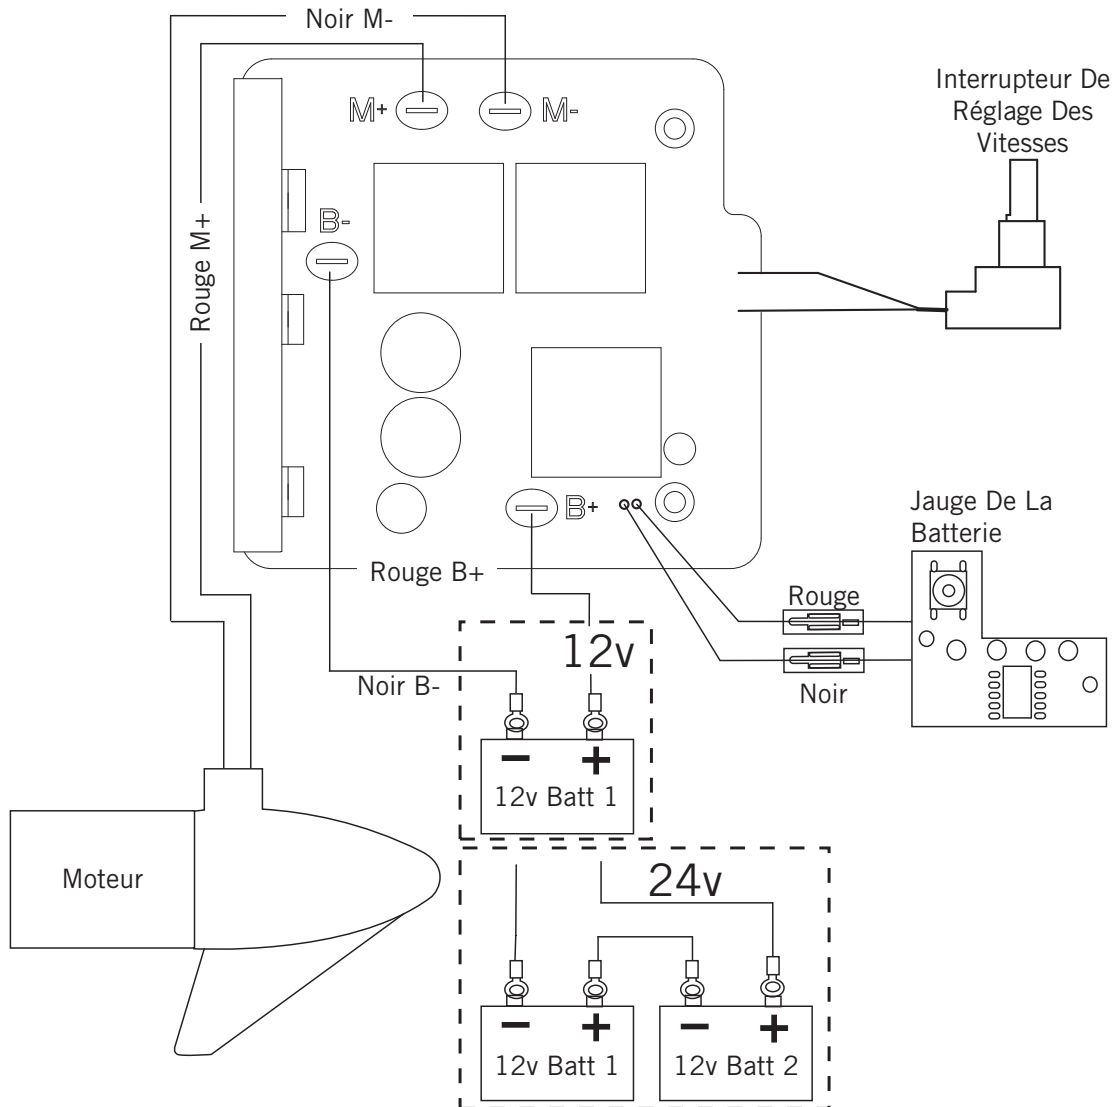 Noir M-
Interrupteur De
Réglage Des
Vitesses
M+
M-
Rouge M+
B-
B+
Rouge B+
Jauge De La
Batterie
Rouge
Noir
12v
Noir B-
- +
12v Batt 1
Moteur
24v
- +
12v Batt 1
- +
12v Batt 2